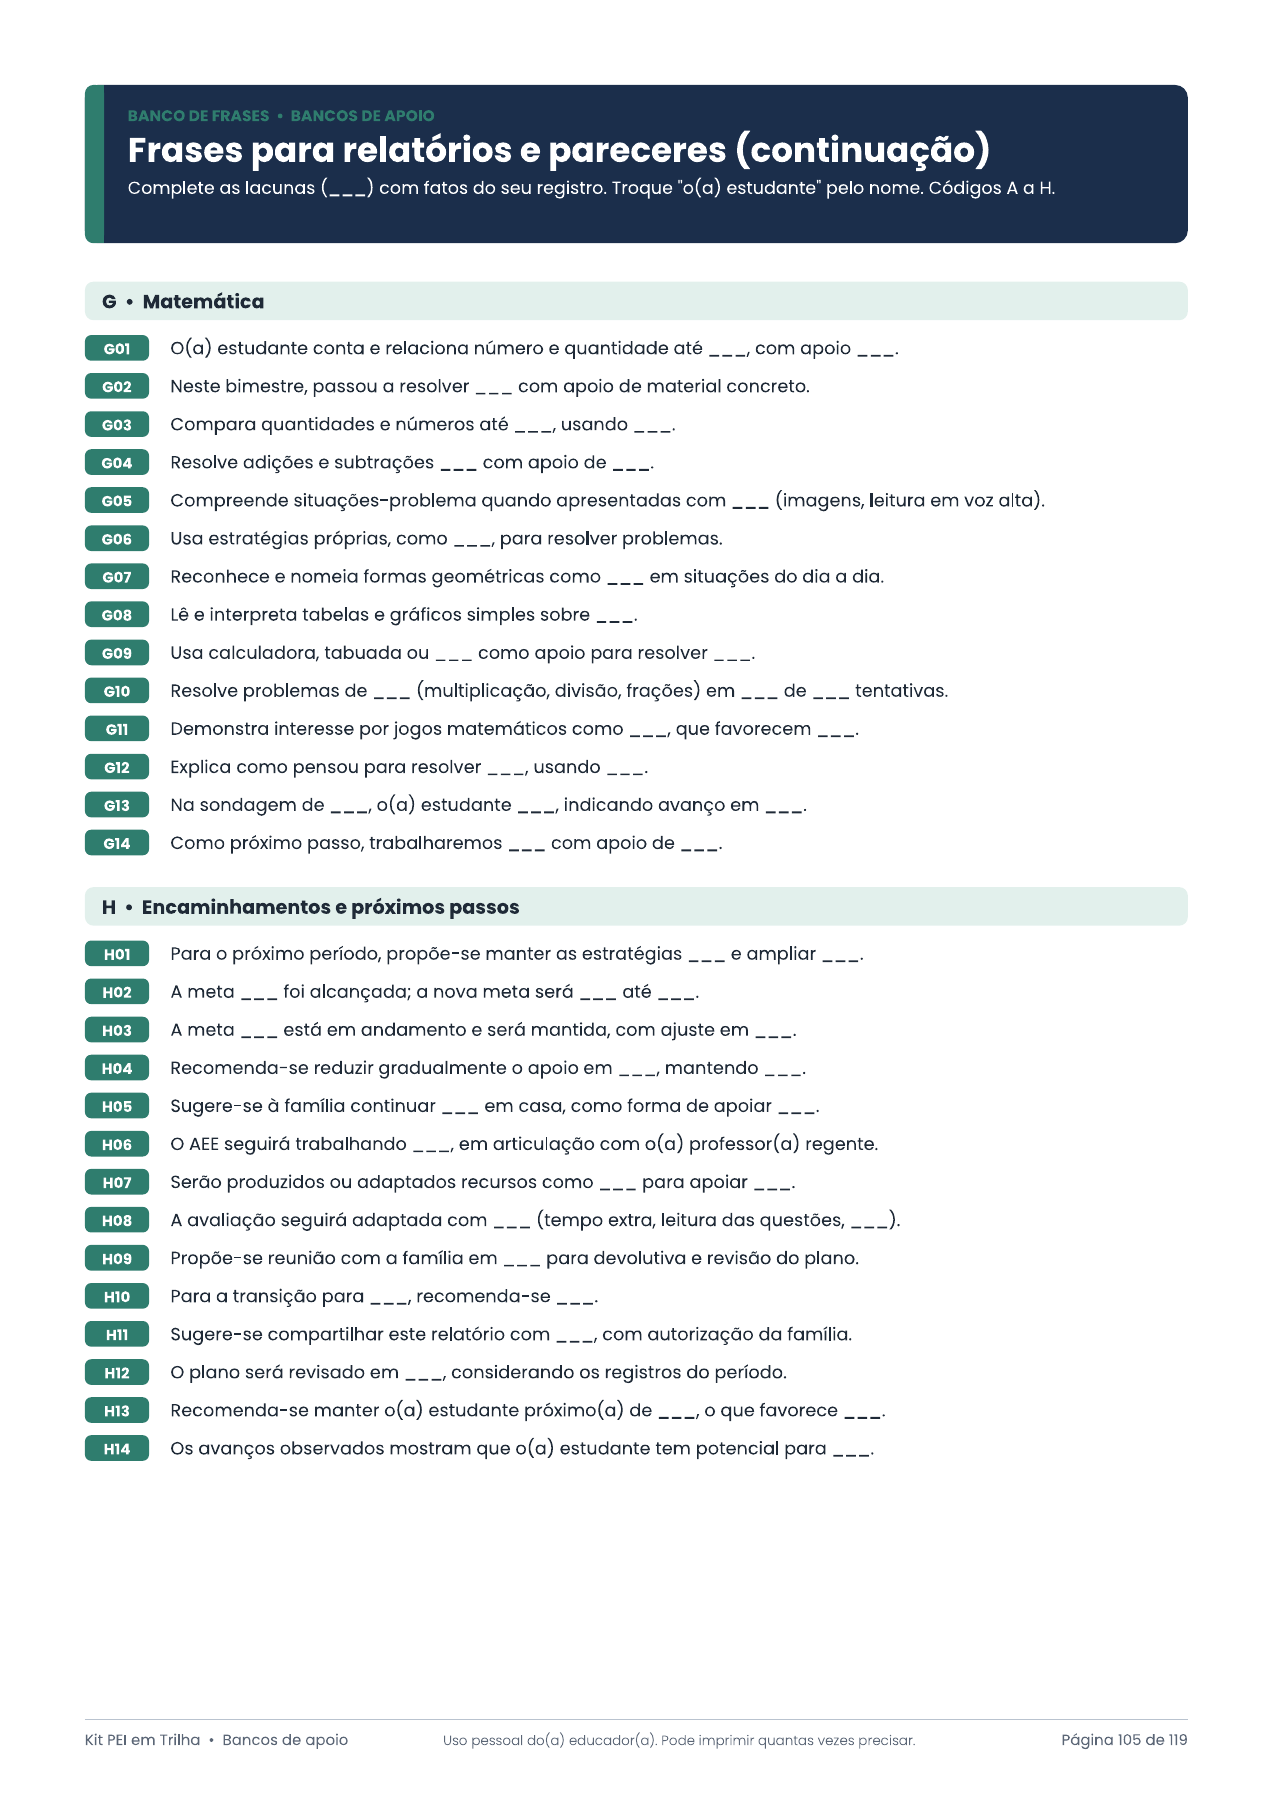 BANCO DE FRASES • BANCOS DE APOIO
Frases para relatórios e pareceres (continuação)
Complete as lacunas (___) com fatos do seu registro. Troque "o(a) estudante" pelo nome. Códigos A a H.
G • Matemática
G01 O(a) estudante conta e relaciona número e quantidade até ___, com apoio ___.
G02 Neste bimestre, passou a resolver ___ com apoio de material concreto.
G03 Compara quantidades e números até ___, usando ___.
G04 Resolve adições e subtrações ___ com apoio de ___.
G05 Compreende situações-problema quando apresentadas com ___ (imagens, leitura em voz alta).
G06 Usa estratégias próprias, como ___, para resolver problemas.
G07 Reconhece e nomeia formas geométricas como ___ em situações do dia a dia.
G08 Lê e interpreta tabelas e gráficos simples sobre ___.
G09 Usa calculadora, tabuada ou ___ como apoio para resolver ___.
G10 Resolve problemas de ___ (multiplicação, divisão, frações) em ___ de ___ tentativas.
G11 Demonstra interesse por jogos matemáticos como ___, que favorecem ___.
G12 Explica como pensou para resolver ___, usando ___.
G13 Na sondagem de ___, o(a) estudante ___, indicando avanço em ___.
G14 Como próximo passo, trabalharemos ___ com apoio de ___.
H • Encaminhamentos e próximos passos
H01 Para o próximo período, propõe-se manter as estratégias ___ e ampliar ___.
H02 A meta ___ foi alcançada; a nova meta será ___ até ___.
H03 A meta ___ está em andamento e será mantida, com ajuste em ___.
H04 Recomenda-se reduzir gradualmente o apoio em ___, mantendo ___.
H05 Sugere-se à família continuar ___ em casa, como forma de apoiar ___.
H06 O AEE seguirá trabalhando ___, em articulação com o(a) professor(a) regente.
H07 Serão produzidos ou adaptados recursos como ___ para apoiar ___.
H08 A avaliação seguirá adaptada com ___ (tempo extra, leitura das questões, ___).
H09 Propõe-se reunião com a família em ___ para devolutiva e revisão do plano.
H10 Para a transição para ___, recomenda-se ___.
H11 Sugere-se compartilhar este relatório com ___, com autorização da família.
H12 O plano será revisado em ___, considerando os registros do período.
H13 Recomenda-se manter o(a) estudante próximo(a) de ___, o que favorece ___.
H14 Os avanços observados mostram que o(a) estudante tem potencial para ___.
Kit PEI em Trilha • Bancos de apoio Uso pessoal do(a) educador(a). Pode imprimir quantas vezes precisar. Página 105 de 119